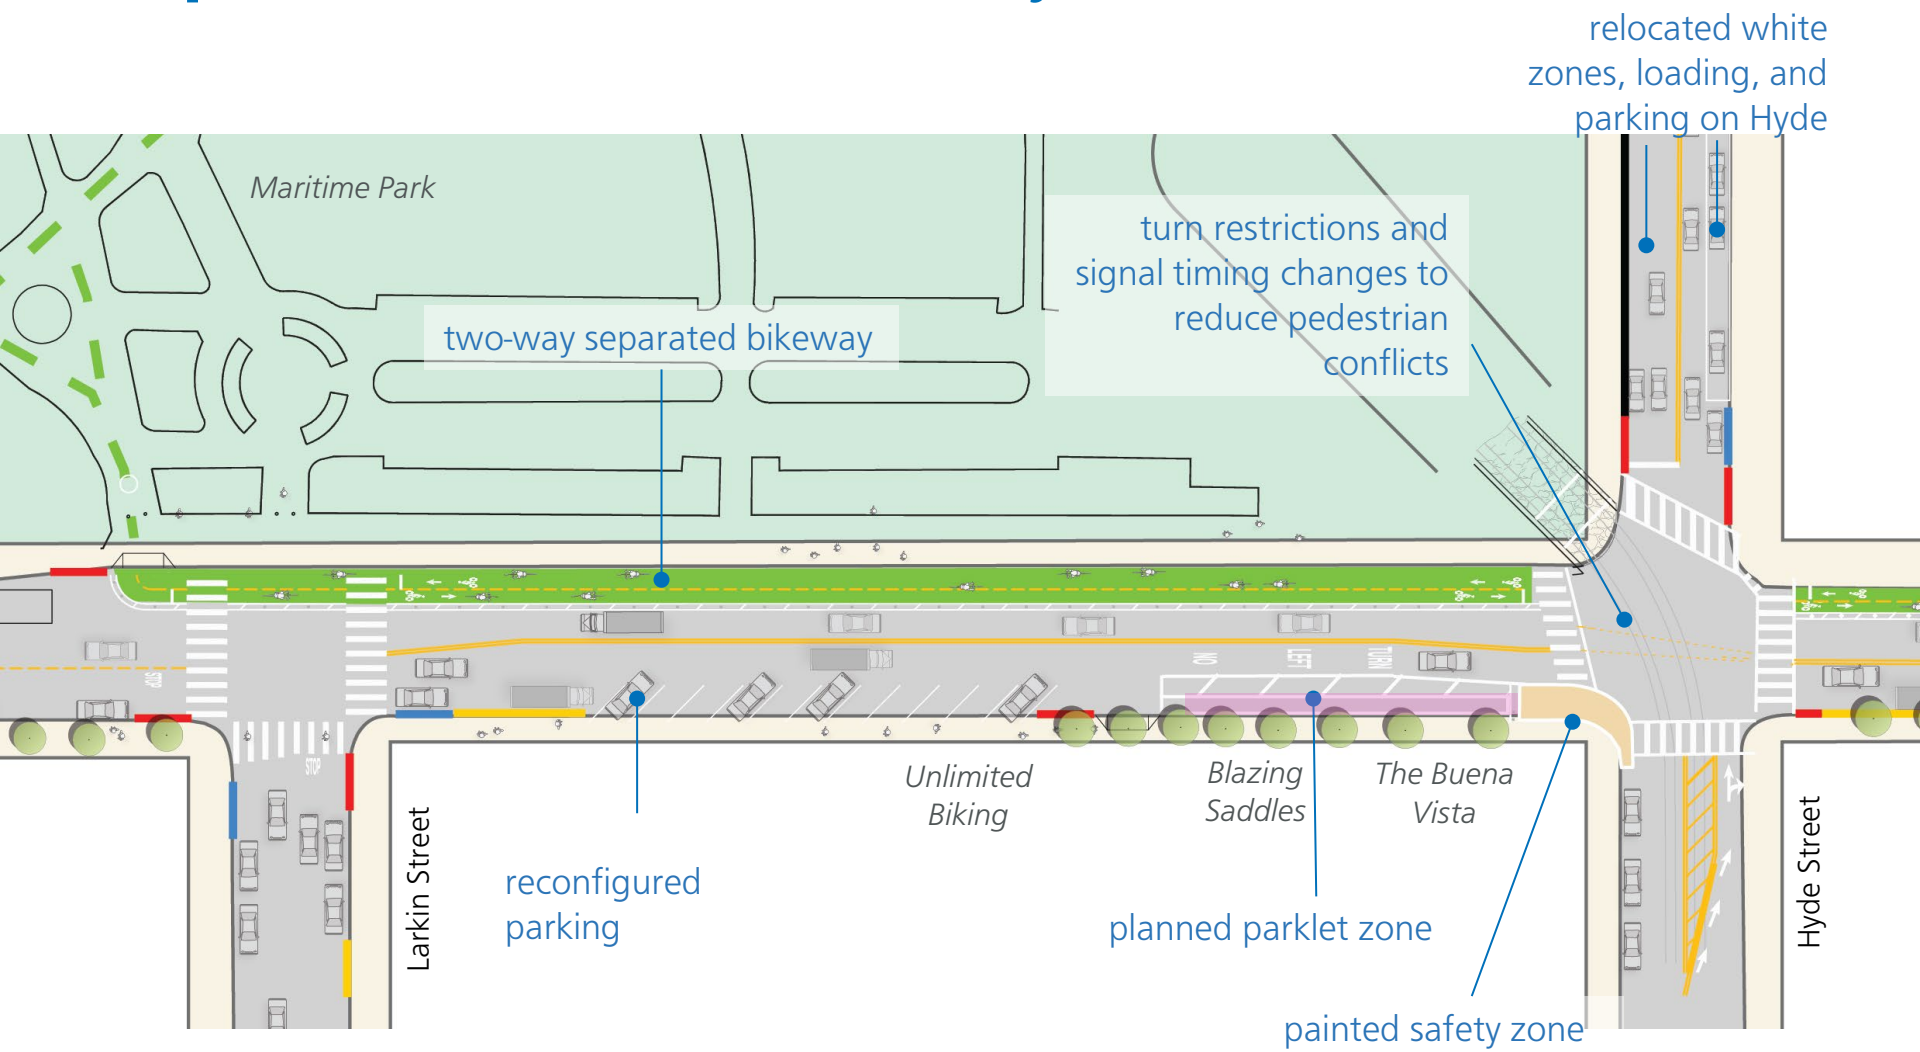 relocated white
zones, loading, and
parking on Hyde
Maritime Park
turn restrictions and
signal timing changes to
reduce pedestrian
conflicts
two-way separated bikeway
STOP
NO
LEFT
TURN
STOP
Unlimited
Biking
Blazing
Saddles
The Buena
Vista
Larkin Street
Hyde Street
reconfigured
parking
planned parklet zone
painted safety zone